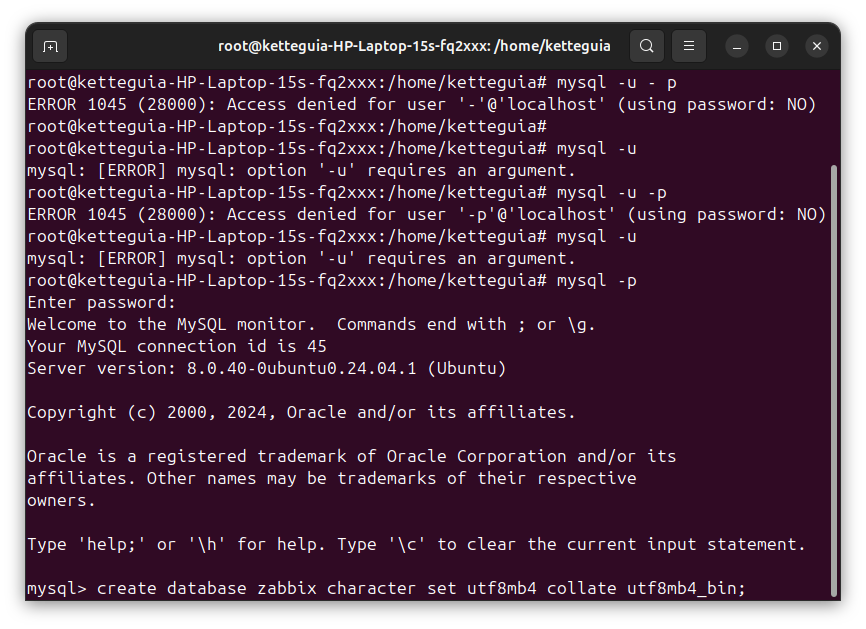 root@ketteguia-HP-Laptop-15s-fq2xxx: /home/ketteguia
root@ketteguia-HP-Laptop-15s-fq2xxx:/home/ketteguia# mysql -u - p
ERROR 1045 (28000): Access denied for user '-'@'localhost' (using password: NO)
root@ketteguia-HP-Laptop-15s-fq2xxx:/home/ketteguia#
root@ketteguia-HP-Laptop-15s-fq2xxx:/home/ketteguia# mysql -u
mysql: [ERROR] mysql: option '-u' requires an argument.
root@ketteguia-HP-Laptop-15s-fq2xxx:/home/ketteguia# mysql -u -p
ERROR 1045 (28000): Access denied for user '-p'@'localhost' (using password: NO)
root@ketteguia-HP-Laptop-15s-fq2xxx:/home/ketteguia# mysql -u
mysql: [ERROR] mysql: option '-u' requires an argument.
root@ketteguia-HP-Laptop-15s-fq2xxx:/home/ketteguia# mysql -p
Enter password:
Welcome to the MySQL monitor.  Commands end with ; or \g.
Your MySQL connection id is 45
Server version: 8.0.40-0ubuntu0.24.04.1 (Ubuntu)
Copyright (c) 2000, 2024, Oracle and/or its affiliates.
Oracle is a registered trademark of Oracle Corporation and/or its
affiliates. Other names may be trademarks of their respective
owners.
Type 'help;' or '\h' for help. Type '\c' to clear the current input statement.
mysql> create database zabbix character set utf8mb4 collate utf8mb4_bin;